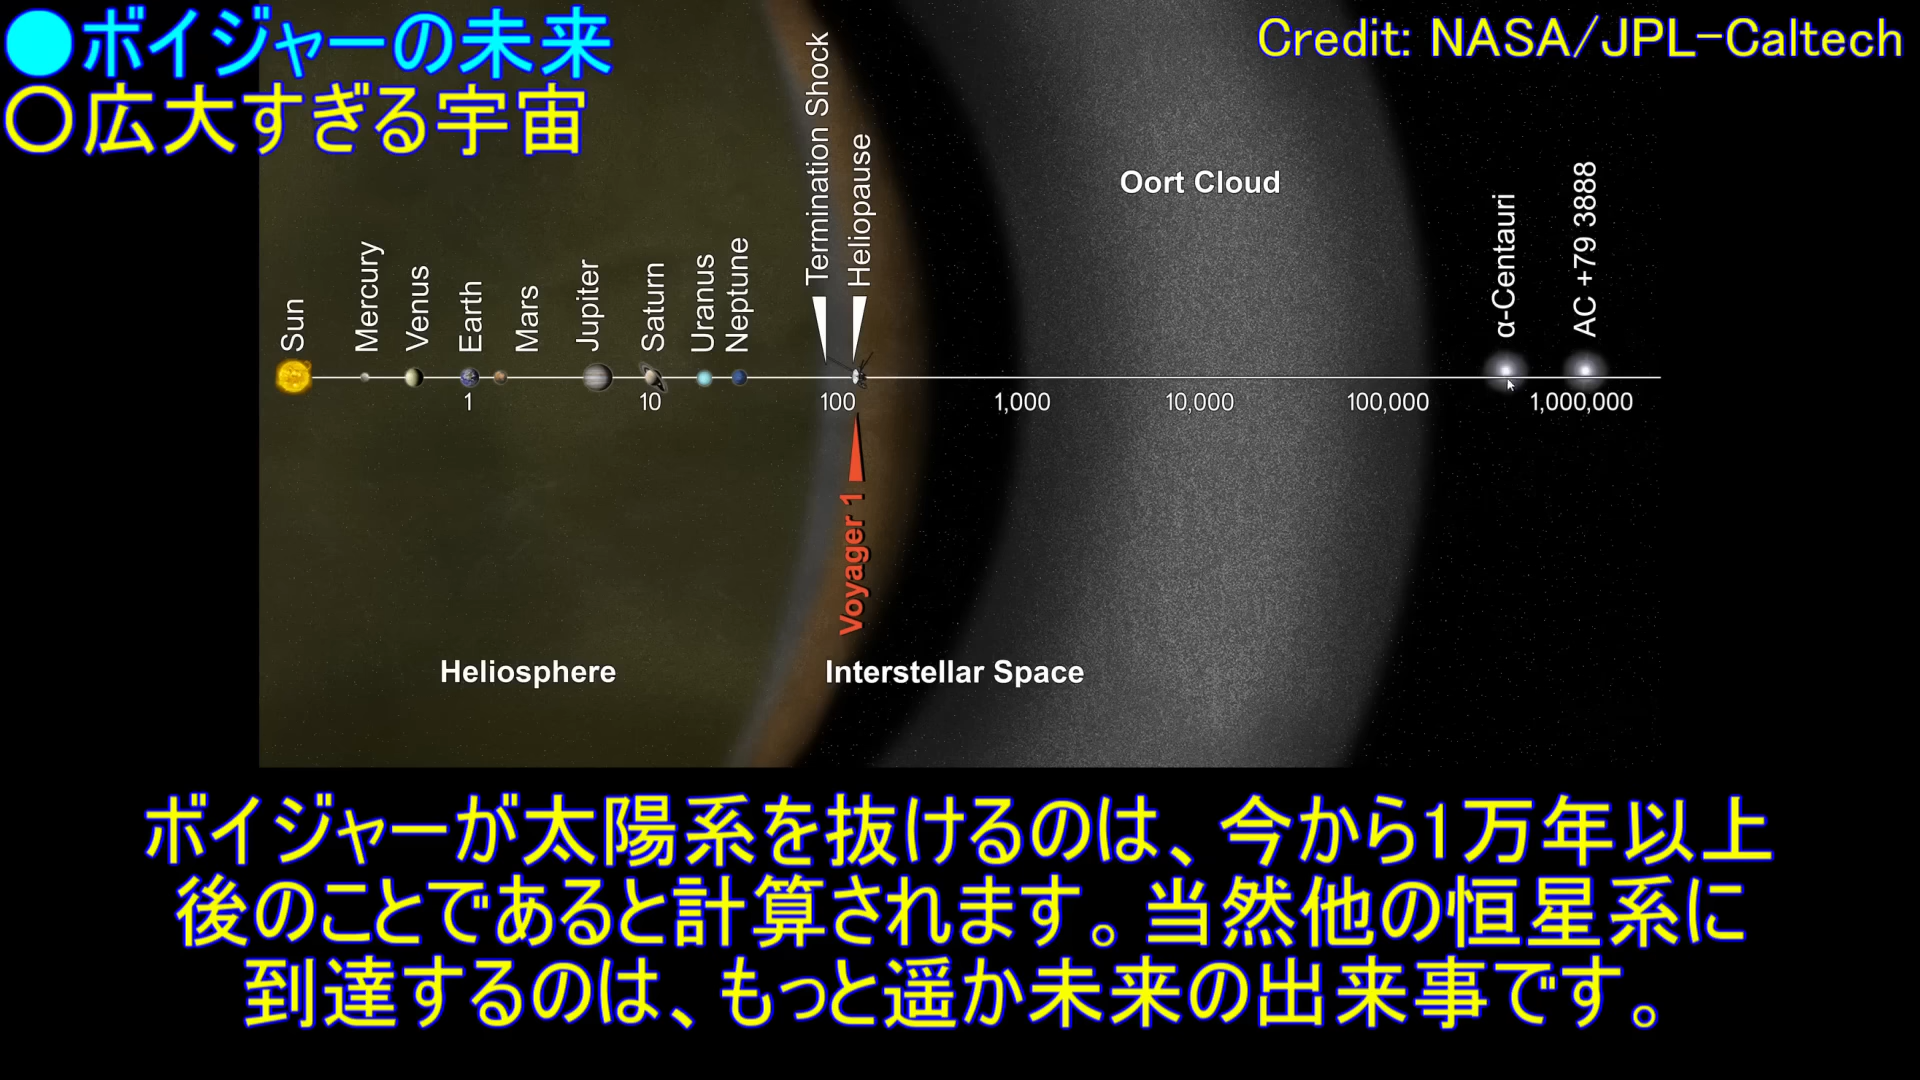 ●ボイジャーの未来
〇広大すぎる宇宙
Credit: NASA/JPL-Caltech
Sun
Mercury
Venus
Earth
Mars
Jupiter
Saturn
Uranus
Neptune
Termination Shock
Heliopause
Oort Cloud
α-Centauri
AC +79 3888
1
10
100
1,000
10,000
100,000
1,000,000
Voyager 1
Heliosphere
Interstellar Space
ボイジャーが太陽系を抜けるのは、今から1万年以上
後のことであると計算されます。当然他の恒星系に
到達するのは、もっと遥か未来の出来事です。